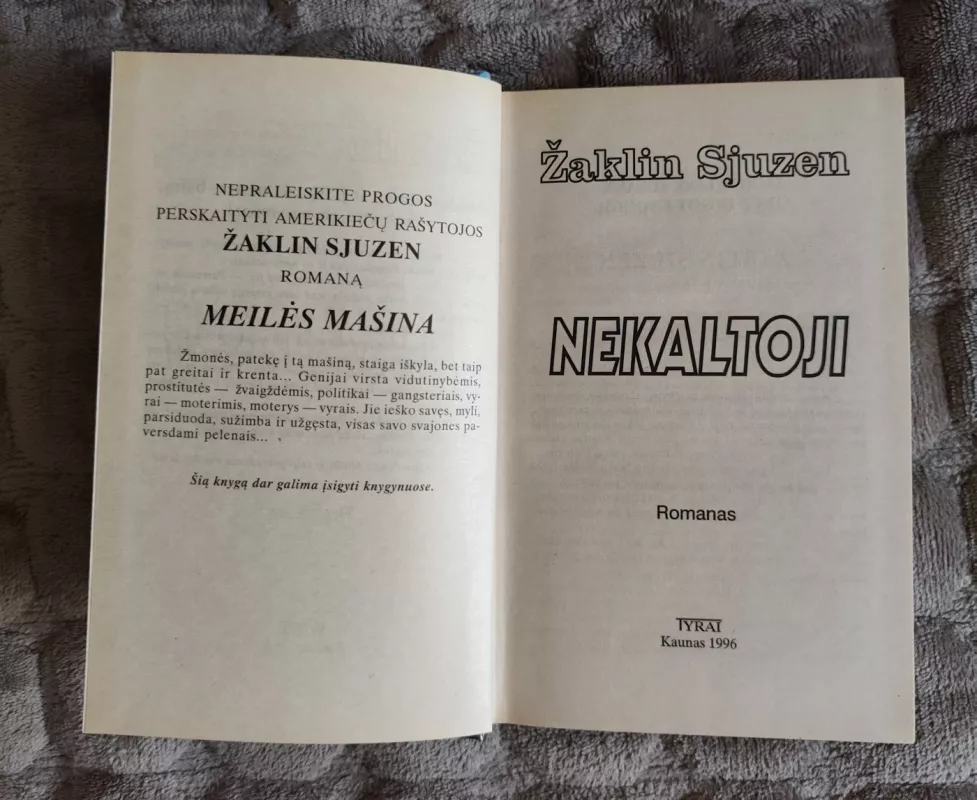 NEPRALEISKITE PROGOS
PERSKAITYTI AMERIKIEČŲ RAŠYTOJOS
ŽAKLIN SJUZEN
ROMANĄ
MEILĖS MAŠINA
Žmonės, patekę į tą mašiną, staiga iškyla, bet taip
pat greitai ir krenta... Genijai virsta vidutinybėmis,
prostitutės — žvaigždėmis, politikai — gangsteriais, vy-
rai — moterimis, moterys — vyrais. Jie ieško savęs, myli,
parsiduoda, sužimba ir užgęsta, visas savo svajones pa-
versdami pelenais...
Šią knygą dar galima įsigyti knygynuose.
Žaklin Sjuzen
NEKALTOJI
Romanas
TYRAI
Kaunas 1996